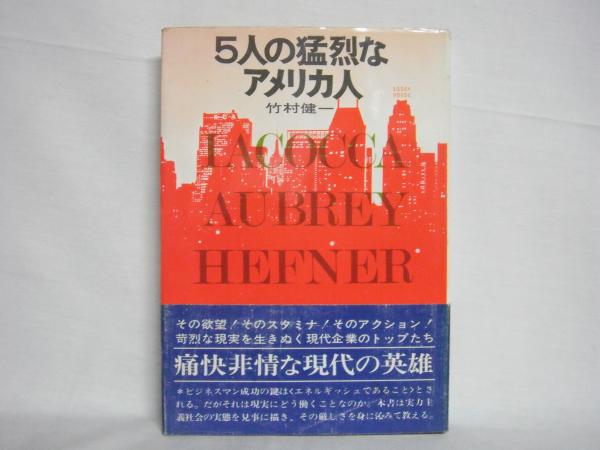 5人の猛烈な
アメリカ人
竹村健一
ESSEX
HOUSE
IACOCCA
AUBREY
HEFNER
その欲望!そのスタミナ!そのアクション!
苛烈な現実を生きぬく現代企業のトップたち
痛快非情な現代の英雄
*ビジネスマン成功の鍵は<エネルギッシュであること>とさ
れる。だがそれは現実にどう働くことなのか。本書は実力主
義社会の実態を見事に描き、その厳しさを身に沁みて教える。